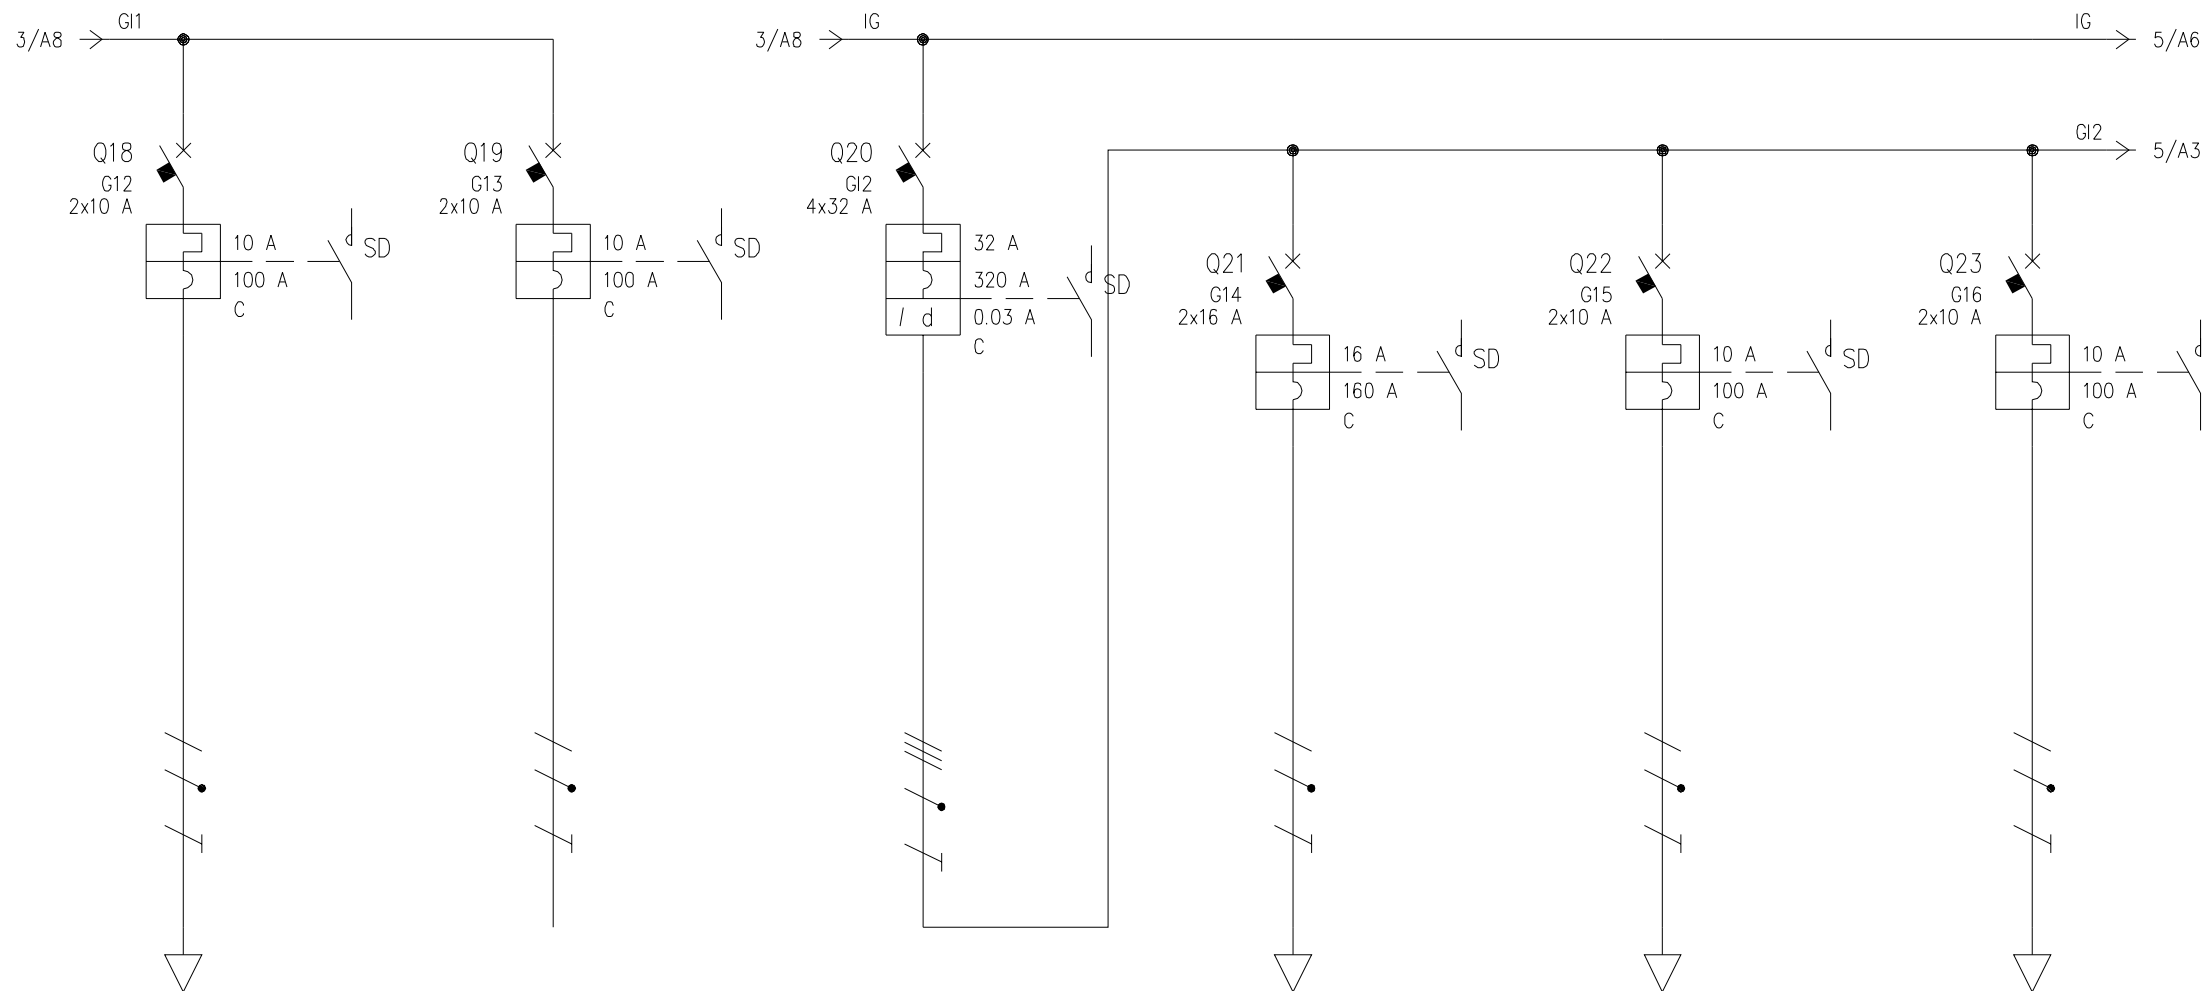 GI1
3/A8
IG
3/A8
IG
5/A6
GI2
5/A3
Q18
G12
2x10 A
10 A
100 A
C
SD
Q19
G13
2x10 A
10 A
100 A
C
SD
Q20
GI2
4x32 A
32 A
320 A
I d
0.03 A
C
SD
Q21
G14
2x16 A
16 A
160 A
C
SD
Q22
G15
2x10 A
10 A
100 A
C
SD
Q23
G16
2x10 A
10 A
100 A
C